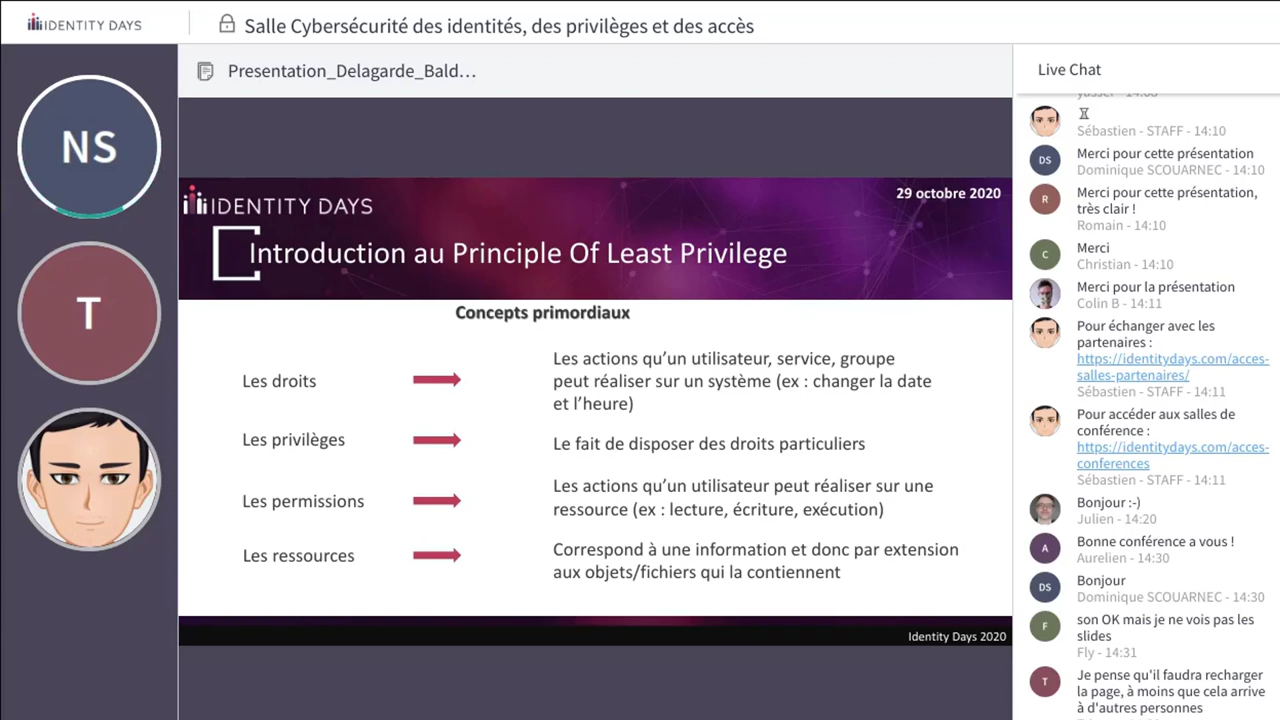 IDENTITY DAYS
Salle Cybersécurité des identités, des privilèges et des accès
NS
T
Presentation_Delagarde_Bald…
IDENTITY DAYS
29 octobre 2020
Introduction au Principle Of Least Privilege
Concepts primordiaux
Les droits
Les actions qu'un utilisateur, service, groupe
peut réaliser sur un système (ex : changer la date
et l'heure)
Les privilèges
Le fait de disposer des droits particuliers
Les permissions
Les actions qu'un utilisateur peut réaliser sur une
ressource (ex : lecture, écriture, exécution)
Les ressources
Correspond à une information et donc par extension
aux objets/fichiers qui la contiennent
Identity Days 2020
Live Chat
Sébastien - STAFF - 14:10
DS
Merci pour cette présentation
Dominique SCOUARNEC - 14:10
R
Merci pour cette présentation,
très clair !
Romain - 14:10
C
Merci
Christian - 14:10
Merci pour la présentation
Colin B - 14:11
Pour échanger avec les
partenaires :
https://identitydays.com/acces-
salles-partenaires/
Sébastien - STAFF - 14:11
Pour accéder aux salles de
conférence :
https://identitydays.com/acces-
conferences
Sébastien - STAFF - 14:11
Bonjour :-)
Julien - 14:20
A
Bonne conférence a vous !
Aurelien - 14:30
DS
Bonjour
Dominique SCOUARNEC - 14:30
F
son OK mais je ne vois pas les
slides
Fly - 14:31
T
Je pense qu'il faudra recharger
la page, à moins que cela arrive
à d'autres personnes